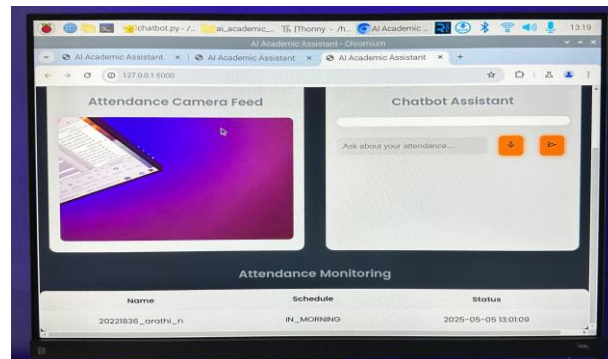 chatbot.py - /...
ai_academic_...
[Thonny - /h...
AI Academic ...
13:19
AI Academic Assistant - Chromium
AI Academic Assistant
AI Academic Assistant
AI Academic Assistant
127.0.0.1:5000
Attendance Camera Feed
Chatbot Assistant
Ask about your attendance...
Attendance Monitoring
Name Schedule Status
20221836_arathi_n IN_MORNING 2025-05-05 13:01:09